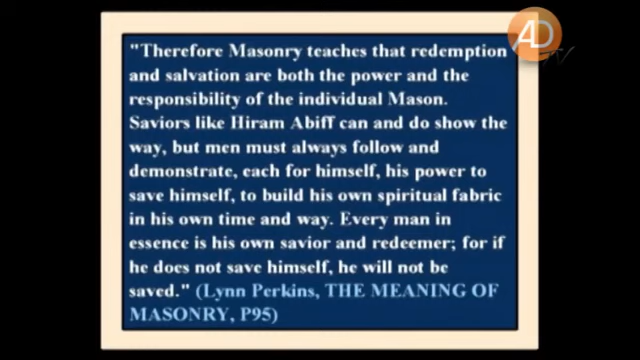 AD
TV
"Therefore Masonry teaches that redemption
and salvation are both the power and the
responsibility of the individual Mason.
Saviors like Hiram Abiff can and do show the
way, but men must always follow and
demonstrate, each for himself, his power to
save himself, to build his own spiritual fabric
in his own time and way. Every man in
essence is his own savior and redeemer; for if
he does not save himself, he will not be
saved." (Lynn Perkins, THE MEANING OF
MASONRY, P95)